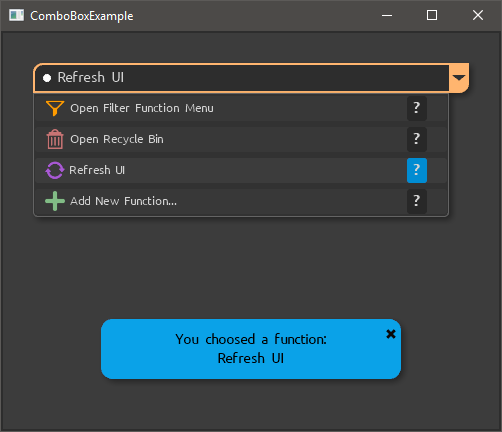 ComboBoxExample
Refresh UI
Open Filter Function Menu ?
Open Recycle Bin ?
Refresh UI ?
Add New Function... ?
You choosed a function:
Refresh UI